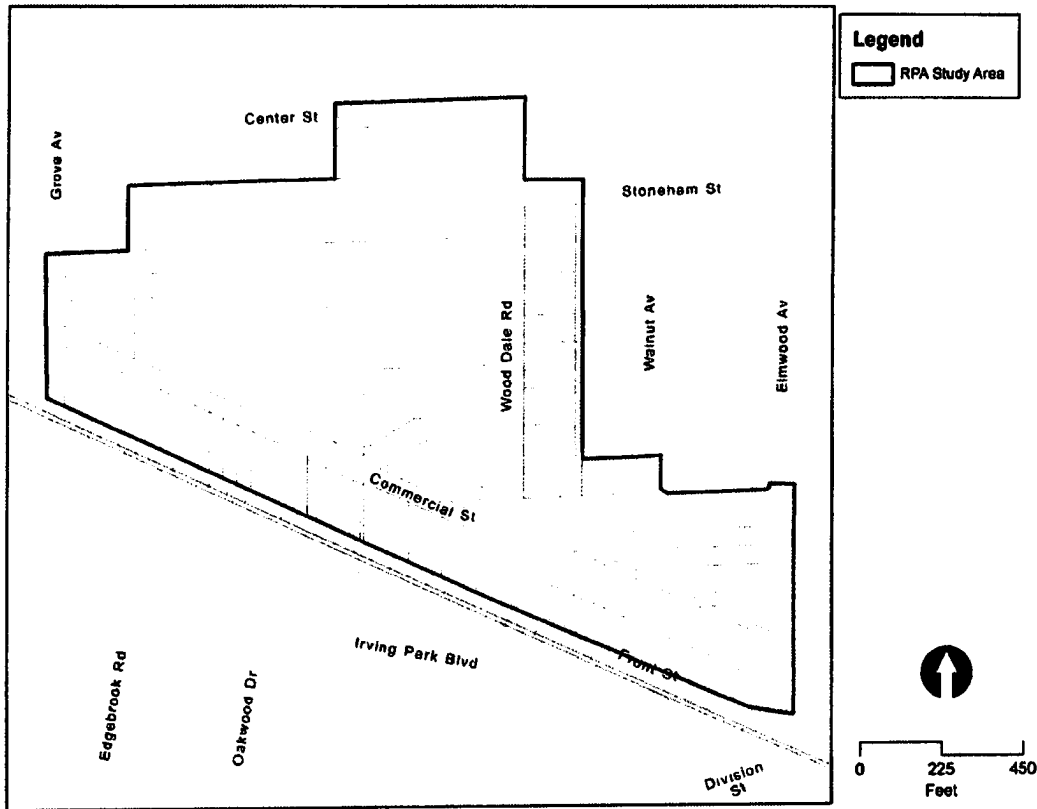 Legend
RPA Study Area
Center St
Grove Av
Stoneham St
Wood Dale Rd
Walnut Av
Elmwood Av
Commercial St
Irving Park Blvd
Front St
Edgebrook Rd
Oakwood Dr
Division
St
0 225 450
Feet